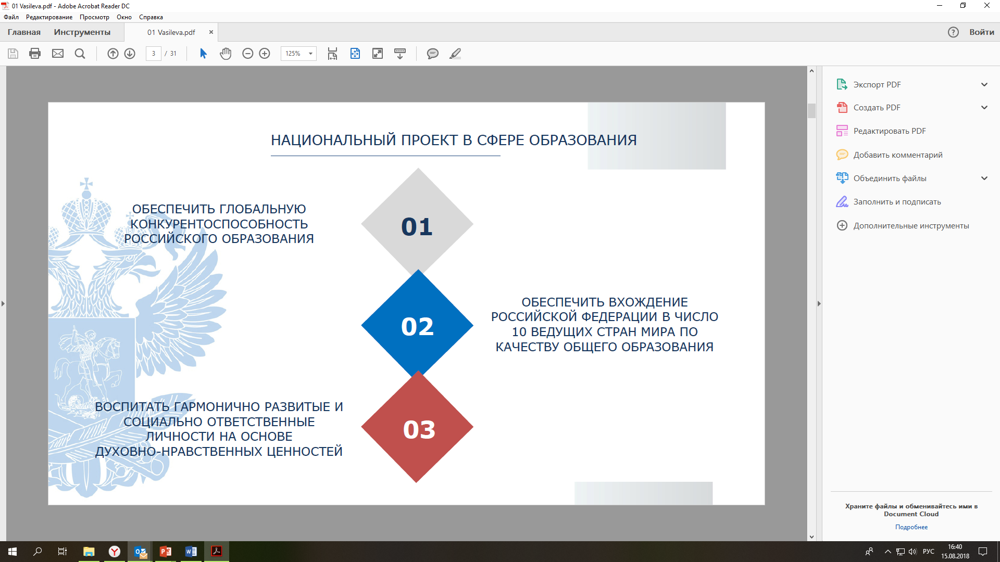 01 Vasileva.pdf - Adobe Acrobat Reader DC
Файл Редактирование Просмотр Окно Справка
Главная Инструменты 01 Vasileva.pdf × ? Войти
3 / 31 125%
НАЦИОНАЛЬНЫЙ ПРОЕКТ В СФЕРЕ ОБРАЗОВАНИЯ
ОБЕСПЕЧИТЬ ГЛОБАЛЬНУЮ
КОНКУРЕНТОСПОСОБНОСТЬ
РОССИЙСКОГО ОБРАЗОВАНИЯ
01
02
ОБЕСПЕЧИТЬ ВХОЖДЕНИЕ
РОССИЙСКОЙ ФЕДЕРАЦИИ В ЧИСЛО
10 ВЕДУЩИХ СТРАН МИРА ПО
КАЧЕСТВУ ОБЩЕГО ОБРАЗОВАНИЯ
ВОСПИТАТЬ ГАРМОНИЧНО РАЗВИТЫЕ И
СОЦИАЛЬНО ОТВЕТСТВЕННЫЕ
ЛИЧНОСТИ НА ОСНОВЕ
ДУХОВНО-НРАВСТВЕННЫХ ЦЕННОСТЕЙ
03
Экспорт PDF
Создать PDF
Редактировать PDF
Добавить комментарий
Объединить файлы
Заполнить и подписать
Дополнительные инструменты
Храните файлы и обменивайтесь ими в
Document Cloud
Подробнее
РУС
16:40
15.08.2018